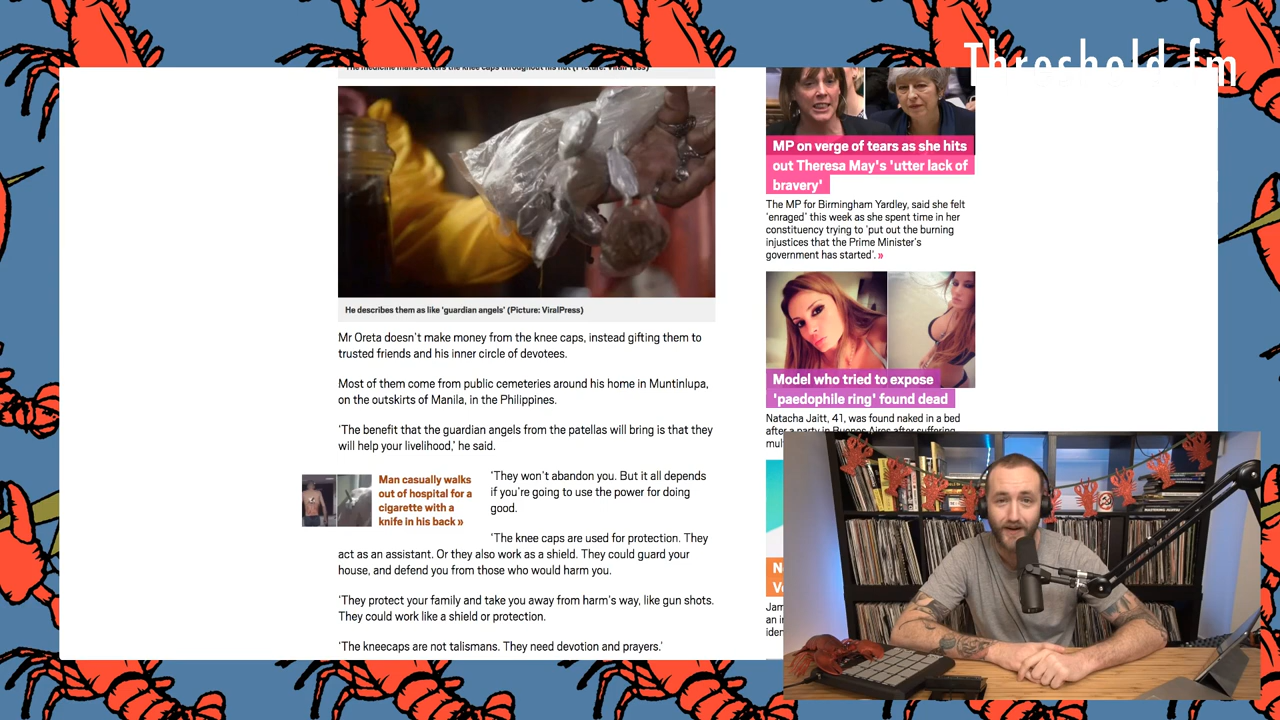 Threshold.fm
The medicine man scatters the knee caps throughout his hut (Picture: ViralPress)
He describes them as like 'guardian angels' (Picture: ViralPress)
Mr Oreta doesn't make money from the knee caps, instead gifting them to
trusted friends and his inner circle of devotees.
Most of them come from public cemeteries around his home in Muntinlupa,
on the outskirts of Manila, in the Philippines.
'The benefit that the guardian angels from the patellas will bring is that they
will help your livelihood,' he said.
Man casually walks
out of hospital for a
cigarette with a
knife in his back »
'They won't abandon you. But it all depends
if you're going to use the power for doing
good.
'The knee caps are used for protection. They
act as an assistant. Or they also work as a shield. They could guard your
house, and defend you from those who would harm you.
'They protect your family and take you away from harm's way, like gun shots.
They could work like a shield or protection.
'The kneecaps are not talismans. They need devotion and prayers.'
MP on verge of tears as she hits
out Theresa May's 'utter lack of
bravery'
The MP for Birmingham Yardley, said she felt
'enraged' this week as she spent time in her
constituency trying to 'put out the burning
injustices that the Prime Minister's
government has started'. »
Model who tried to expose
'paedophile ring' found dead
Natacha Jaitt, 41, was found naked in a bed
after a party in Buenos Aires after suffering